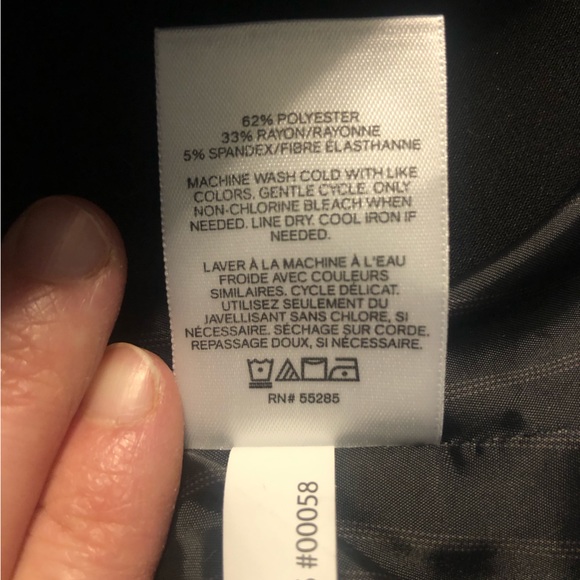 62% POLYESTER
33% RAYON/RAYONNE
5% SPANDEX/FIBRE ÉLASTHANNE
MACHINE WASH COLD WITH LIKE
COLORS. GENTLE CYCLE. ONLY
NON-CHLORINE BLEACH WHEN
NEEDED. LINE DRY. COOL IRON IF
NEEDED.
LAVER À LA MACHINE À L'EAU
FROIDE AVEC COULEURS
SIMILAIRES. CYCLE DÉLICAT.
UTILISEZ SEULEMENT DU
JAVELLISANT SANS CHLORE, SI
NÉCESSAIRE. SÉCHAGE SUR CORDE.
REPASSAGE DOUX, SI NÉCESSAIRE.
RN# 55285
#00058